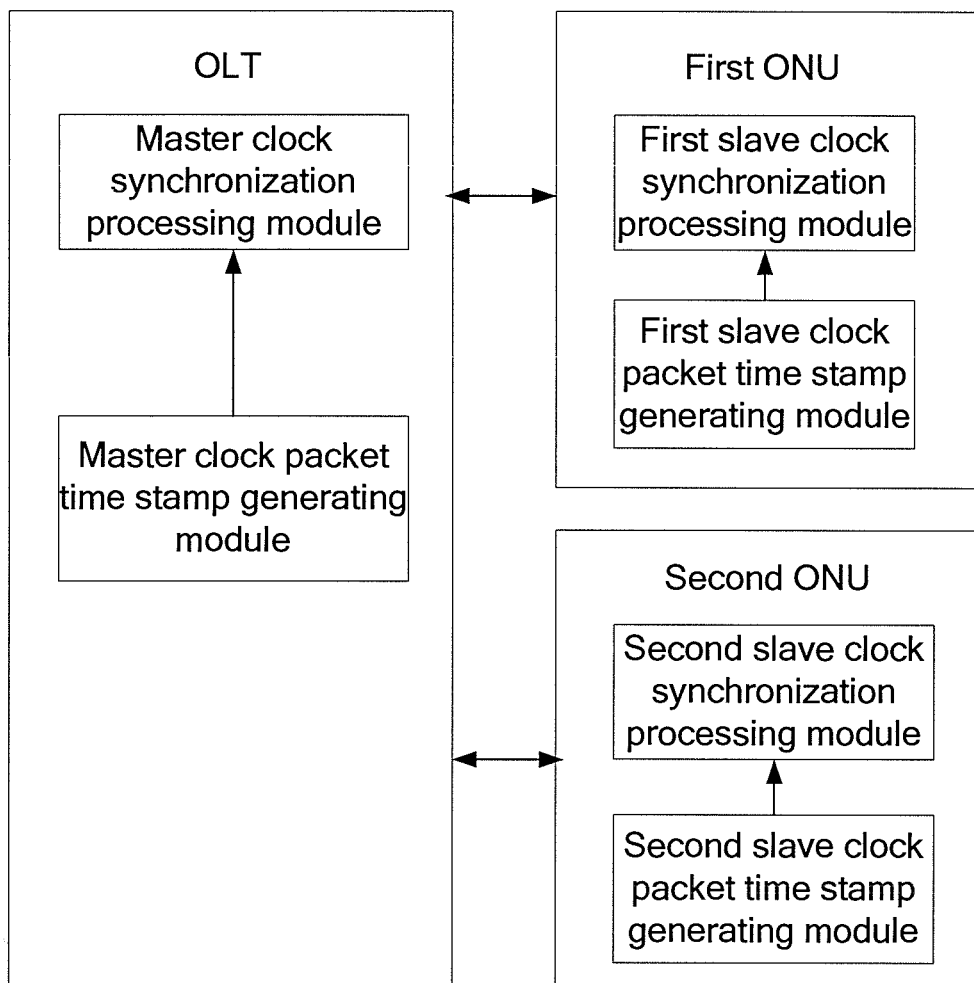 OLT
Master clock
synchronization
processing module
Master clock packet
time stamp generating
module
First ONU
First slave clock
synchronization
processing module
First slave clock
packet time stamp
generating module
Second ONU
Second slave clock
synchronization
processing module
Second slave clock
packet time stamp
generating module